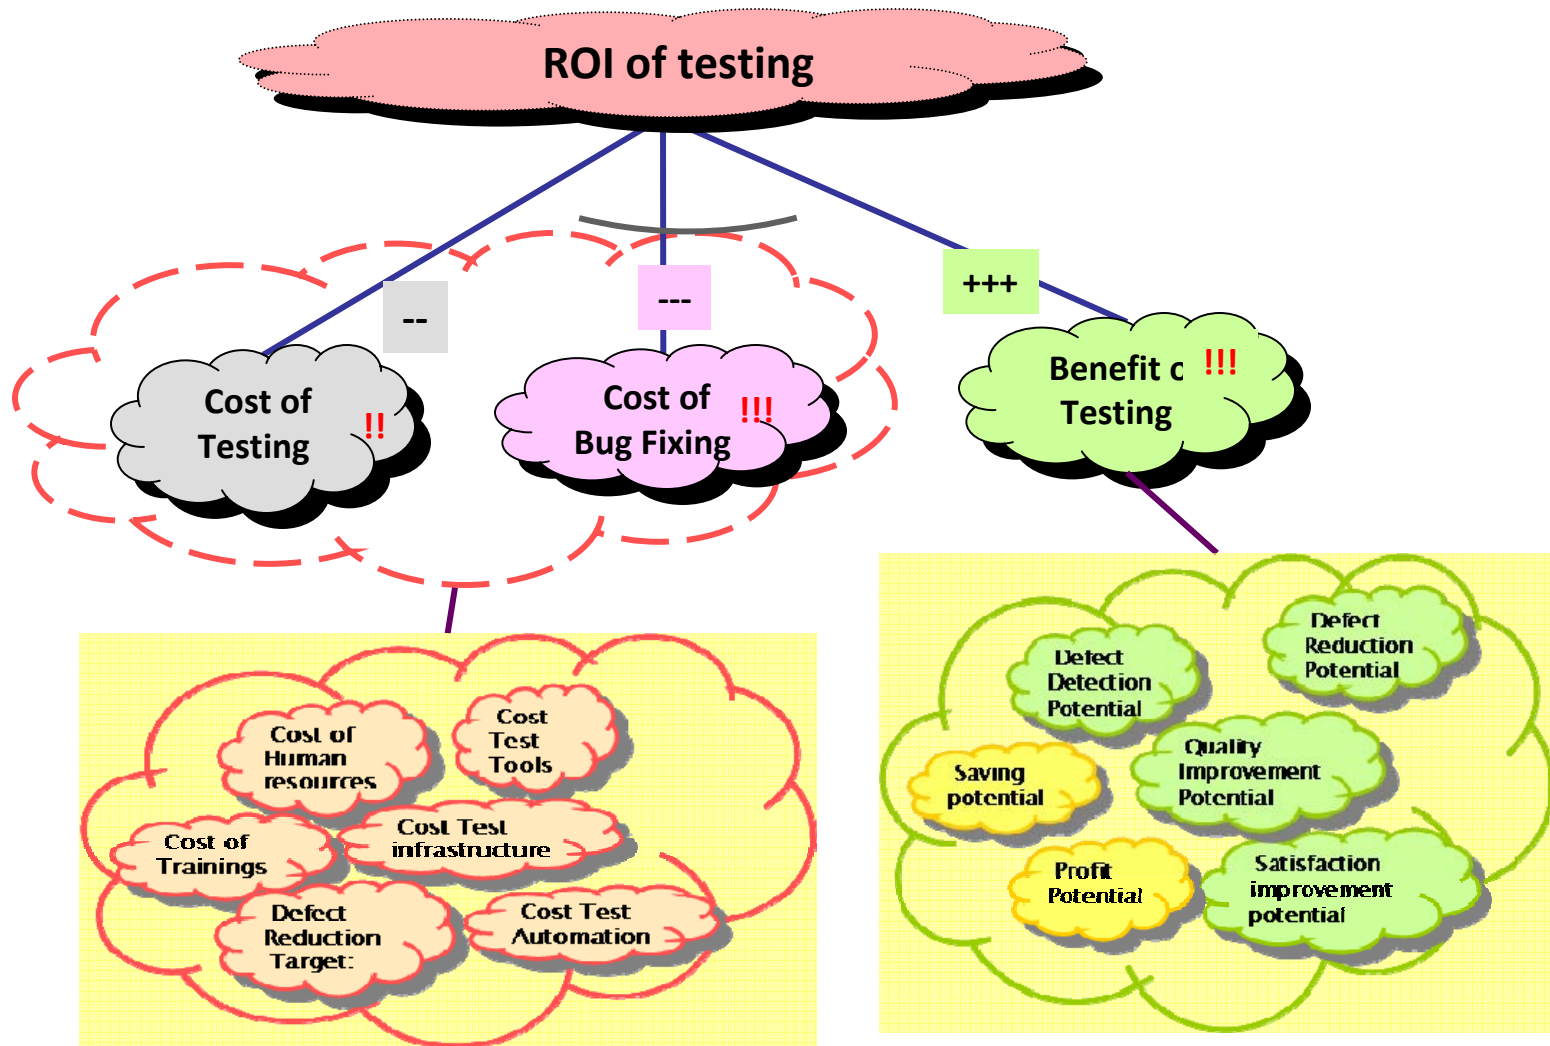 ROI of testing
--
---
+++
Cost of
Testing
!!
Cost of
Bug Fixing
!!!
Benefit o
Testing
!!!
Cost of
Human
resources
Cost
Test
Tools
Cost of
Trainings
Cost Test
infrastructure
Defect
Reduction
Target:
Cost Test
Automation
Defect
Detection
Potential
Defect
Reduction
Potential
Saving
potential
Quality
Improvement
Potential
Profit
Potential
Satisfaction
improvement
potential